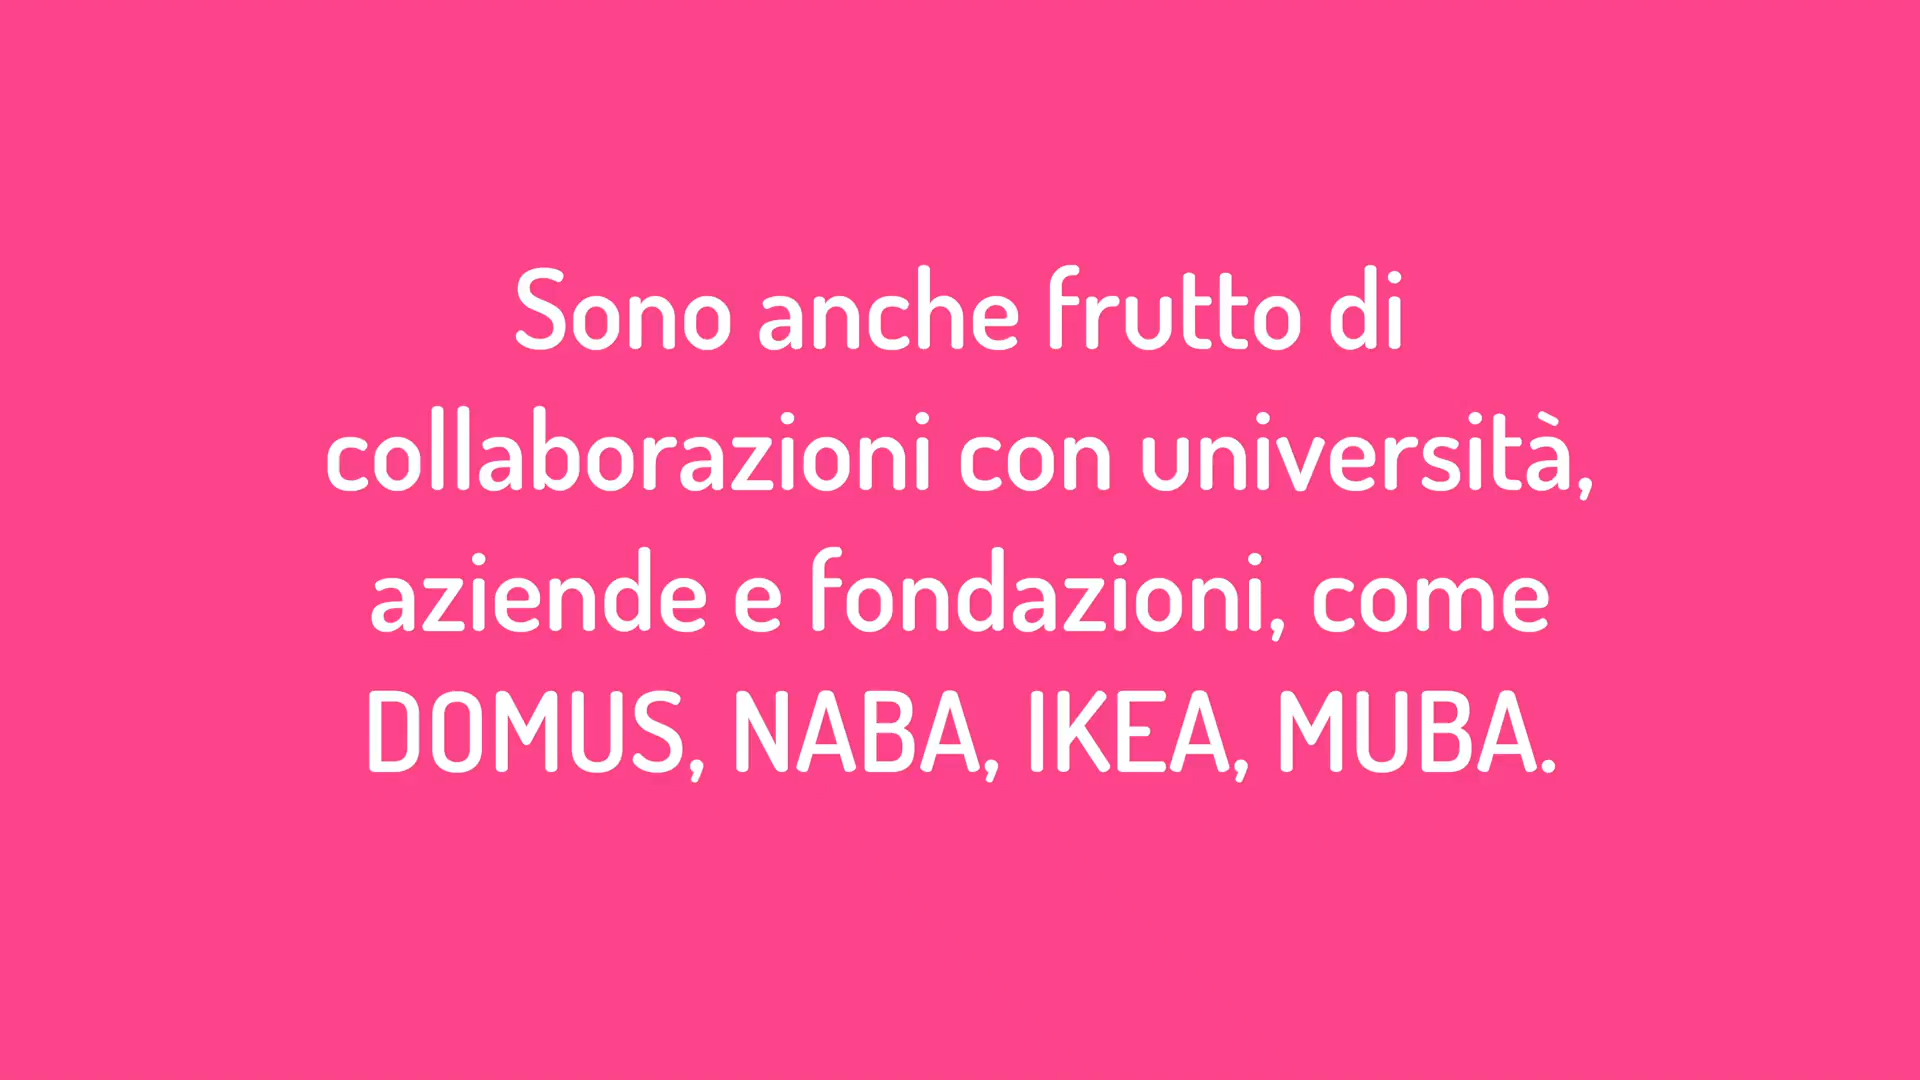 Sono anche frutto di
collaborazioni con università,
aziende e fondazioni, come
DOMUS, NABA, IKEA, MUBA.